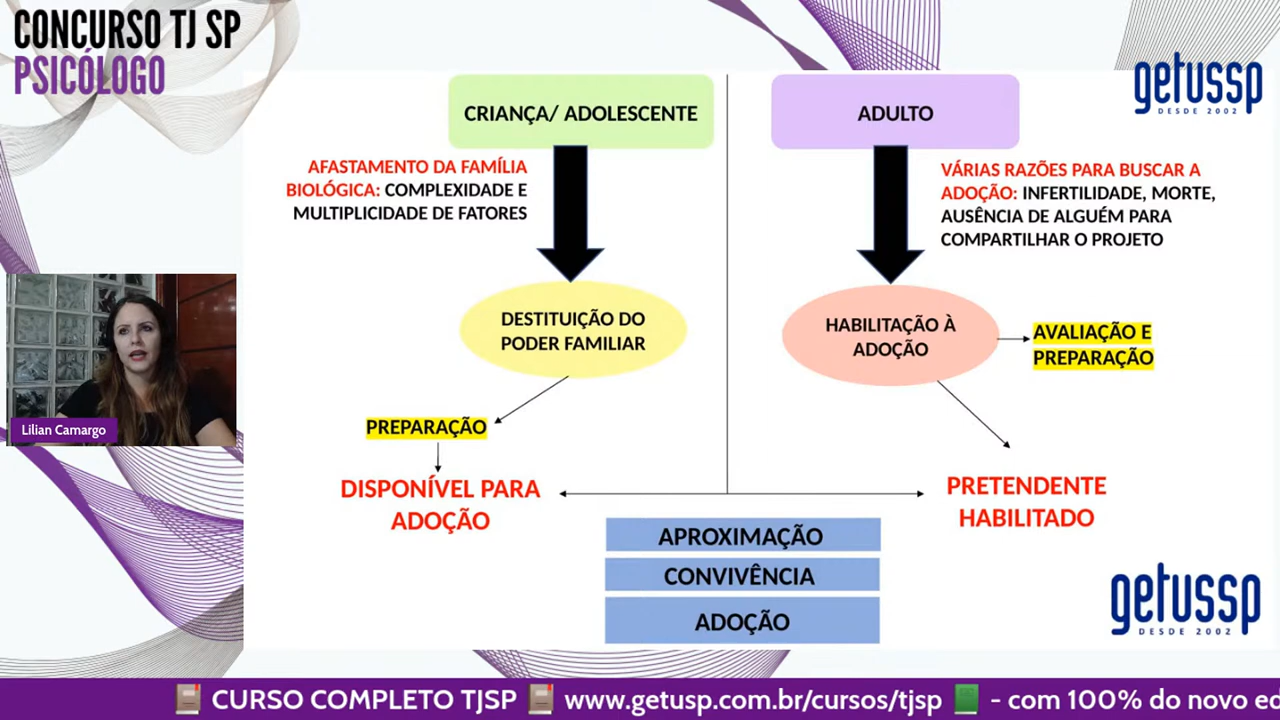 CONCURSO TJ SP
PSICÓLOGO
getussp
DESDE 2002
CRIANÇA/ ADOLESCENTE
ADULTO
AFASTAMENTO DA FAMÍLIA
BIOLÓGICA: COMPLEXIDADE E
MULTIPLICIDADE DE FATORES
VÁRIAS RAZÕES PARA BUSCAR A
ADOÇÃO: INFERTILIDADE, MORTE,
AUSÊNCIA DE ALGUÉM PARA
COMPARTILHAR O PROJETO
DESTITUIÇÃO DO
PODER FAMILIAR
HABILITAÇÃO À
ADOÇÃO
AVALIAÇÃO E
PREPARAÇÃO
Lilian Camargo
PREPARAÇÃO
DISPONÍVEL PARA
ADOÇÃO
PRETENDENTE
HABILITADO
APROXIMAÇÃO
CONVIVÊNCIA
ADOÇÃO
getussp
DESDE 2002
CURSO COMPLETO TJSP www.getusp.com.br/cursos/tjsp - com 100% do novo ed